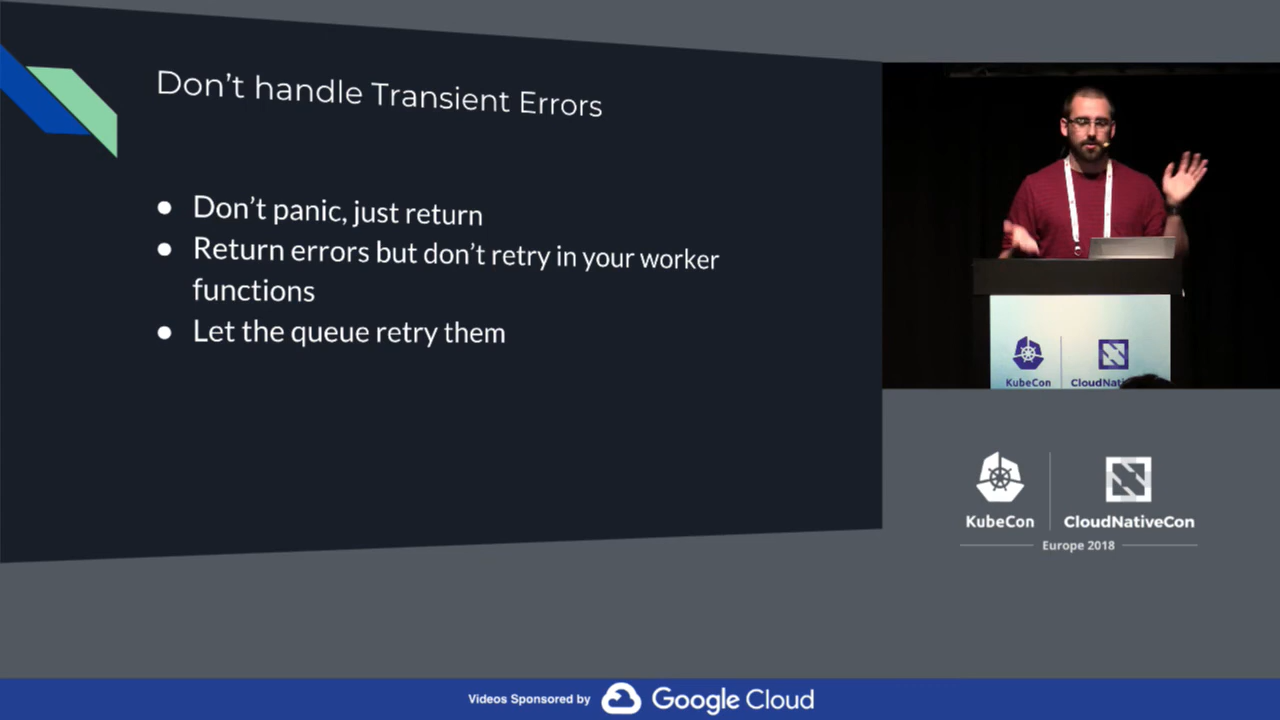 Don't handle Transient Errors
Don't panic, just return
Return errors but don't retry in your worker
functions
Let the queue retry them
KubeCon
CloudNati
KubeCon
CloudNativeCon
Europe 2018
Videos Sponsored by Google Cloud